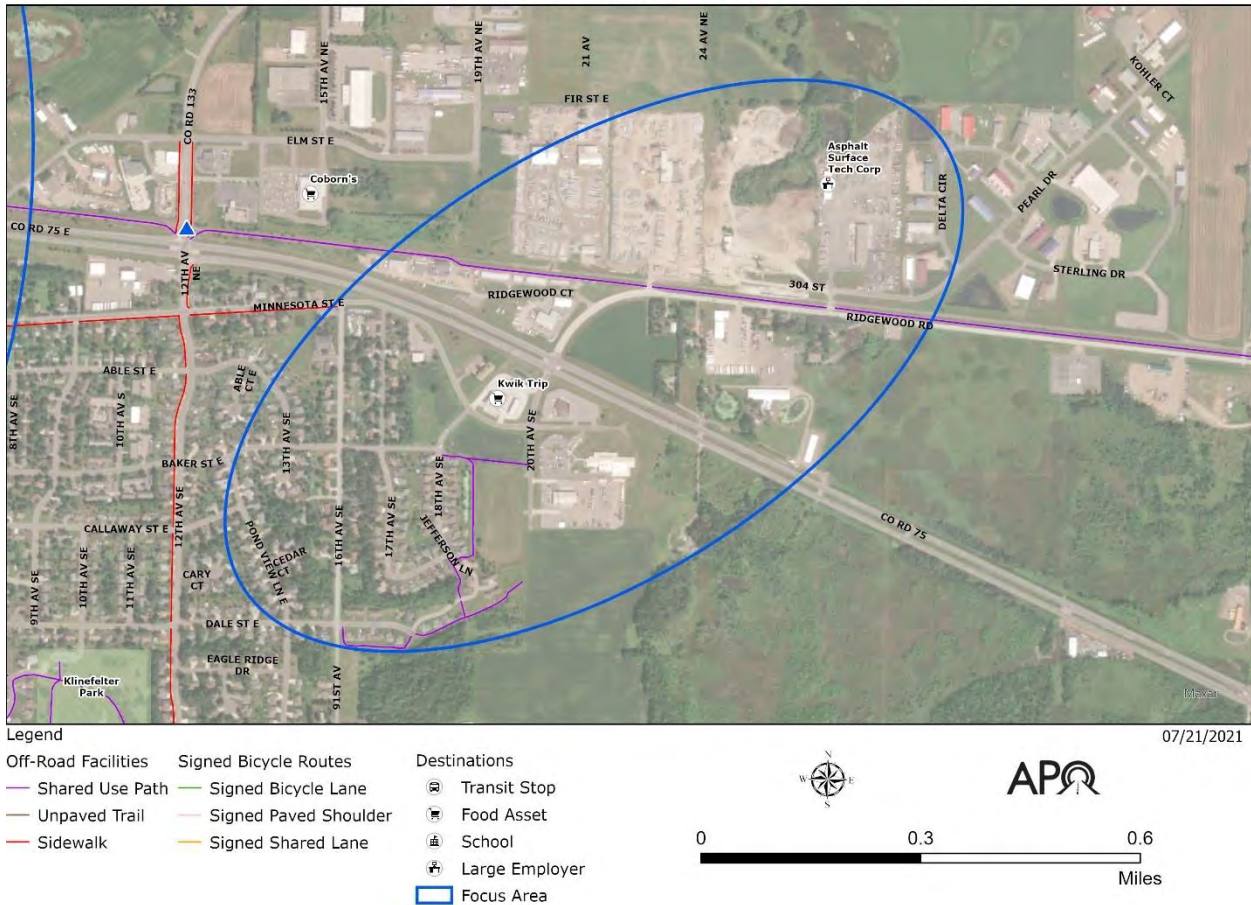 KOHLER CT
24 AV NE
21 AV
19TH AV NE
15TH AV NE
CO RD 133
FIR ST E
ELM ST E
Asphalt
Surface
Tech Corp
Coborn's
PEARL DR
DELTA CIR
CO RD 75 E
12TH AV
NE
STERLING DR
304 ST
RIDGEWOOD CT
MINNESOTA ST E
RIDGEWOOD RD
ABLE ST E
ABLE
CT E
Kwik Trip
8TH AV SE
10TH AV S
13TH AV SE
20TH AV SE
BAKER ST E
12TH AV SE
18TH AV SE
17TH AV SE
16TH AV SE
CALLAWAY ST E
JEFFERSON LN
CO RD 75
POND VIEW LN E
CEDAR
CT
9TH AV SE
10TH AV SE
11TH AV SE
CARY
CT
DALE ST E
EAGLE RIDGE
DR
91ST AV
Klinefelter
Park
Maxar
Legend
07/21/2021
Off-Road Facilities
Shared Use Path
Unpaved Trail
Sidewalk
Signed Bicycle Routes
Signed Bicycle Lane
Signed Paved Shoulder
Signed Shared Lane
Destinations
Transit Stop
Food Asset
School
Large Employer
Focus Area
N
W E
S
APO
0 0.3 0.6
Miles